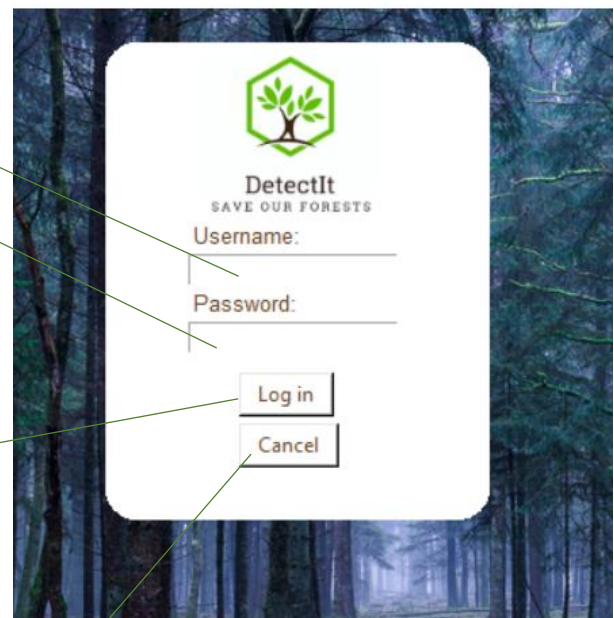 DetectIt
SAVE OUR FORESTS
Username:
Password:
Log in
Cancel